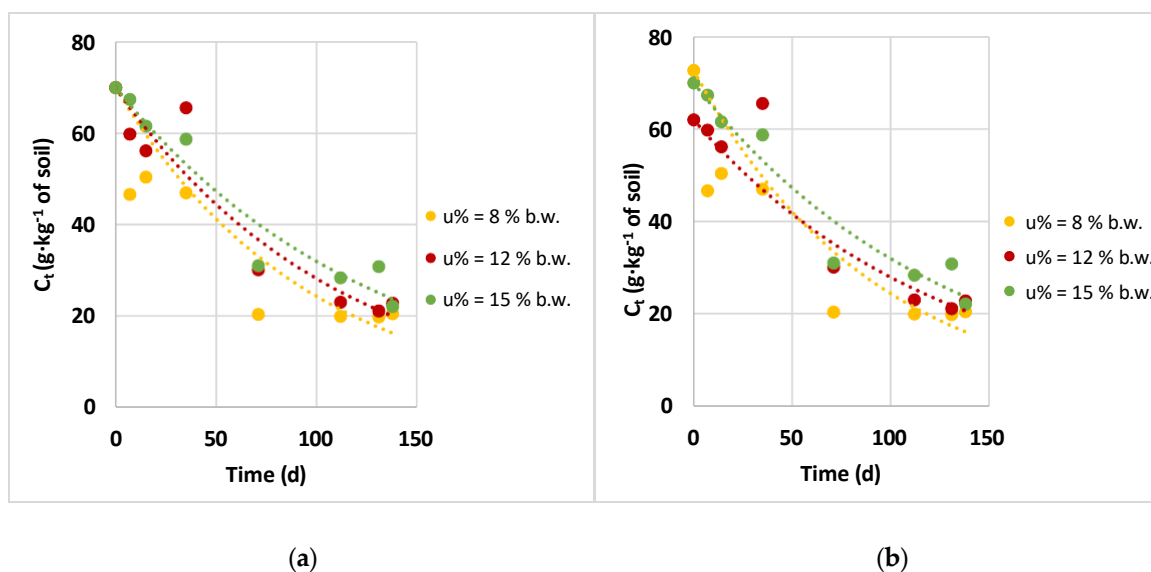 80
60
40
20
0
0 50 100 150
Time (d)
Cₜ (g·kg⁻¹ of soil)
u% = 8 % b.w.
u% = 12 % b.w.
u% = 15 % b.w.
(a)
80
60
40
20
0
0 50 100 150
Time (d)
Cₜ (g·kg⁻¹ of soil)
u% = 8 % b.w.
u% = 12 % b.w.
u% = 15 % b.w.
(b)